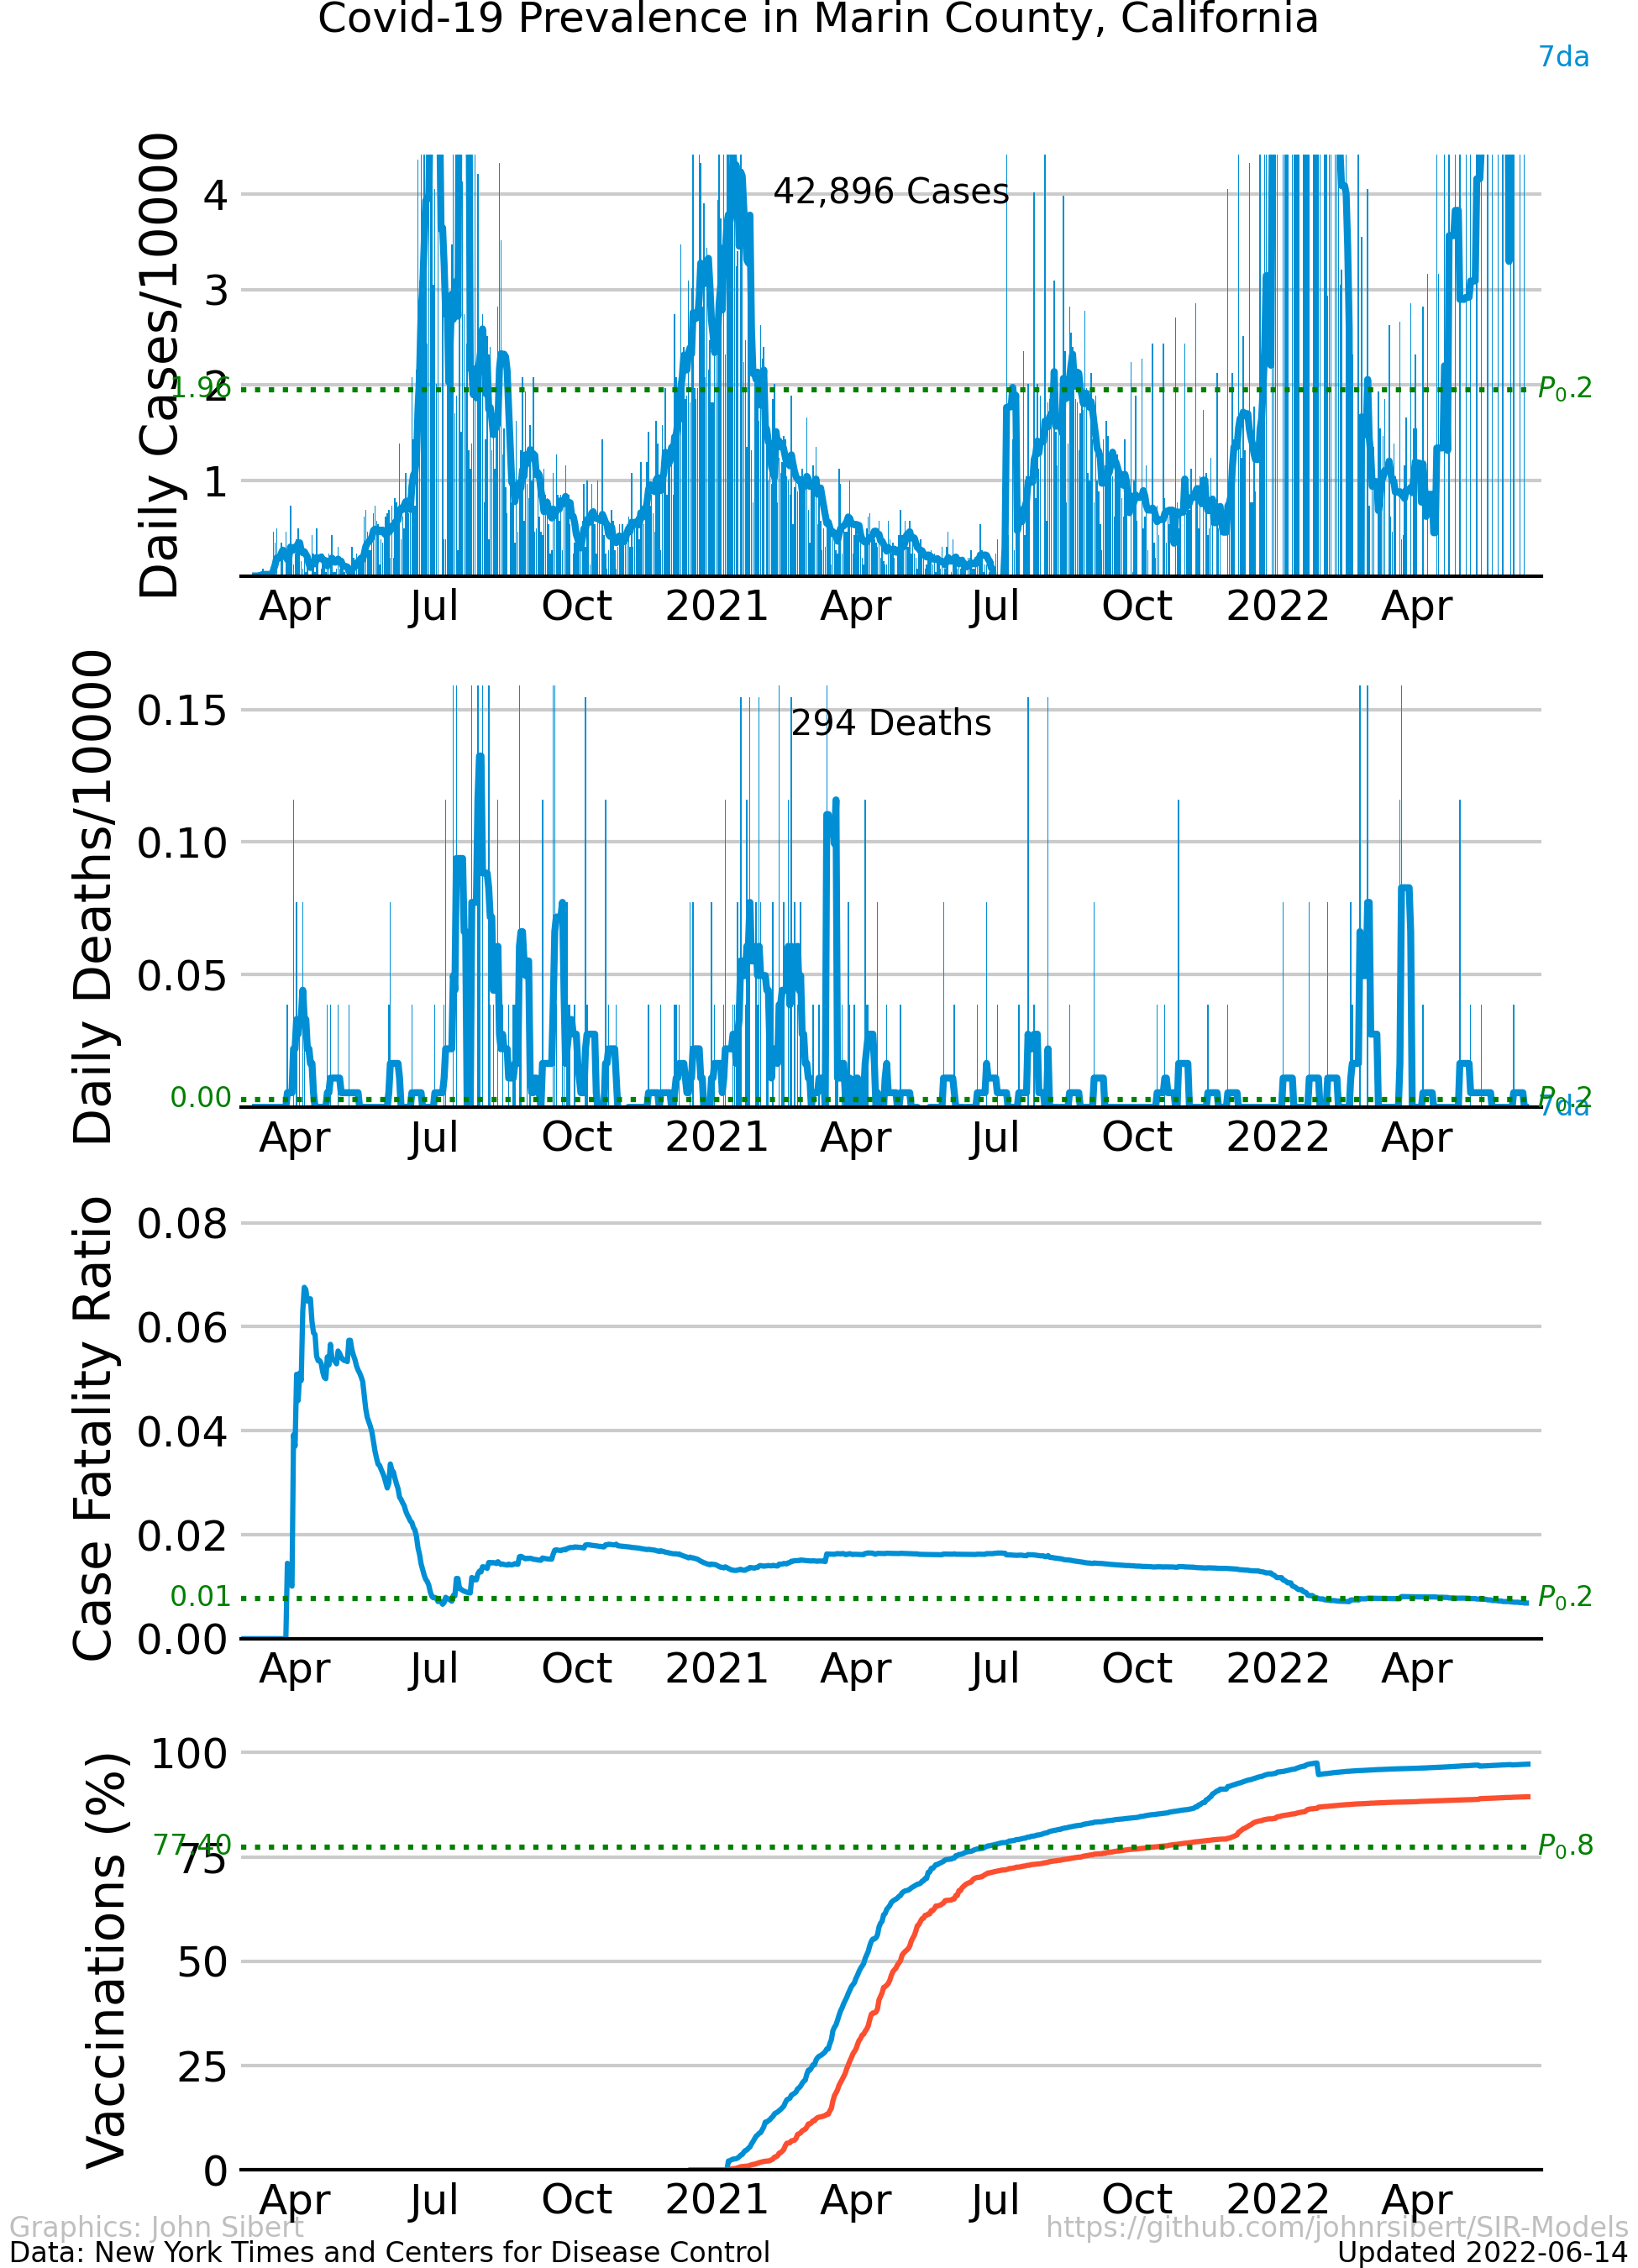 Covid-19 Prevalence in Marin County, California
7da
Daily Cases/10000
4
3
2
1
1.96
42,896 Cases
P0.2
Apr Jul Oct 2021 Apr Jul Oct 2022 Apr
Daily Deaths/10000
0.15
0.10
0.05
0.00
294 Deaths
P0.2
7da
Apr Jul Oct 2021 Apr Jul Oct 2022 Apr
Case Fatality Ratio
0.08
0.06
0.04
0.02
0.01
0.00
P0.2
Apr Jul Oct 2021 Apr Jul Oct 2022 Apr
Vaccinations (%)
100
77.40
75
50
25
0
P0.8
Apr Jul Oct 2021 Apr Jul Oct 2022 Apr
Graphics: John Sibert https://github.com/johnrsibert/SIR-Models
Data: New York Times and Centers for Disease Control Updated 2022-06-14